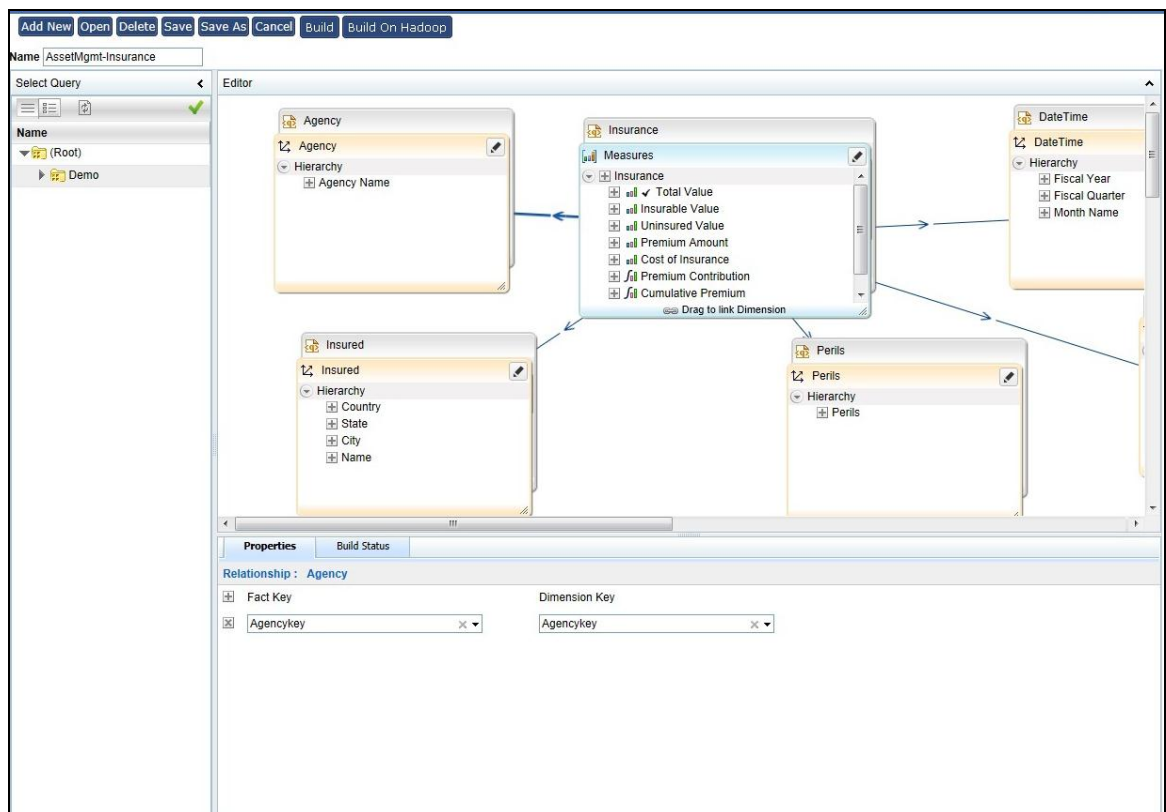 Add New Open Delete Save Save As Cancel Build Build On Hadoop
Name AssetMgmt-Insurance
Select Query
Name
(Root)
Demo
Editor
Agency
Agency
Hierarchy
Agency Name
Insurance
Measures
Insurance
Total Value
Insurable Value
Uninsured Value
Premium Amount
Cost of Insurance
Premium Contribution
Cumulative Premium
Drag to link Dimension
DateTime
DateTime
Hierarchy
Fiscal Year
Fiscal Quarter
Month Name
Insured
Insured
Hierarchy
Country
State
City
Name
Perils
Perils
Hierarchy
Perils
Properties Build Status
Relationship : Agency
Fact Key Dimension Key
Agencykey Agencykey